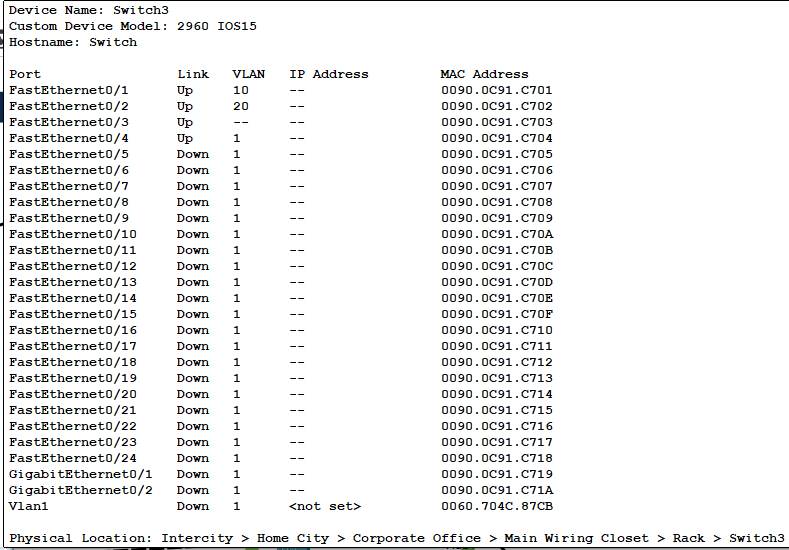 Device Name: Switch3
Custom Device Model: 2960 IOS15
Hostname: Switch
Port Link VLAN IP Address MAC Address
FastEthernet0/1 Up 10 -- 0090.0C91.C701
FastEthernet0/2 Up 20 -- 0090.0C91.C702
FastEthernet0/3 Up -- -- 0090.0C91.C703
FastEthernet0/4 Up 1 -- 0090.0C91.C704
FastEthernet0/5 Down 1 -- 0090.0C91.C705
FastEthernet0/6 Down 1 -- 0090.0C91.C706
FastEthernet0/7 Down 1 -- 0090.0C91.C707
FastEthernet0/8 Down 1 -- 0090.0C91.C708
FastEthernet0/9 Down 1 -- 0090.0C91.C709
FastEthernet0/10 Down 1 -- 0090.0C91.C70A
FastEthernet0/11 Down 1 -- 0090.0C91.C70B
FastEthernet0/12 Down 1 -- 0090.0C91.C70C
FastEthernet0/13 Down 1 -- 0090.0C91.C70D
FastEthernet0/14 Down 1 -- 0090.0C91.C70E
FastEthernet0/15 Down 1 -- 0090.0C91.C70F
FastEthernet0/16 Down 1 -- 0090.0C91.C710
FastEthernet0/17 Down 1 -- 0090.0C91.C711
FastEthernet0/18 Down 1 -- 0090.0C91.C712
FastEthernet0/19 Down 1 -- 0090.0C91.C713
FastEthernet0/20 Down 1 -- 0090.0C91.C714
FastEthernet0/21 Down 1 -- 0090.0C91.C715
FastEthernet0/22 Down 1 -- 0090.0C91.C716
FastEthernet0/23 Down 1 -- 0090.0C91.C717
FastEthernet0/24 Down 1 -- 0090.0C91.C718
GigabitEthernet0/1 Down 1 -- 0090.0C91.C719
GigabitEthernet0/2 Down 1 -- 0090.0C91.C71A
Vlan1 Down 1 <not set> 0060.704C.87CB
Physical Location: Intercity > Home City > Corporate Office > Main Wiring Closet > Rack > Switch3